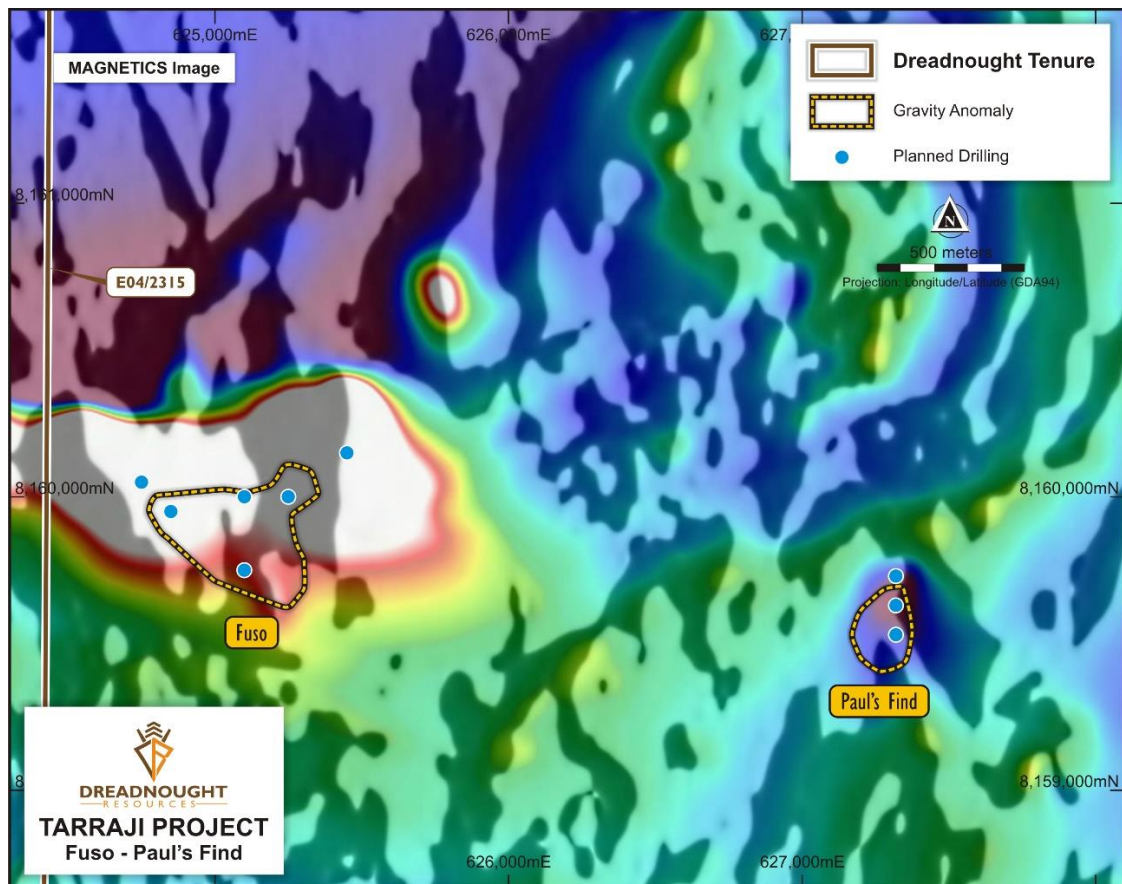 625,000mE
626,000mE
MAGNETICS Image
Dreadnought Tenure
Gravity Anomaly
Planned Drilling
8,161,000mN
N
500 meters
Projection: Longitude/Latitude (GDA94)
E04/2315
8,160,000mN
8,160,000mN
Fuso
Paul's Find
8,159,000mN
DREADNOUGHT
RESOURCES
TARRAJI PROJECT
Fuso - Paul's Find
626,000mE
627,000mE